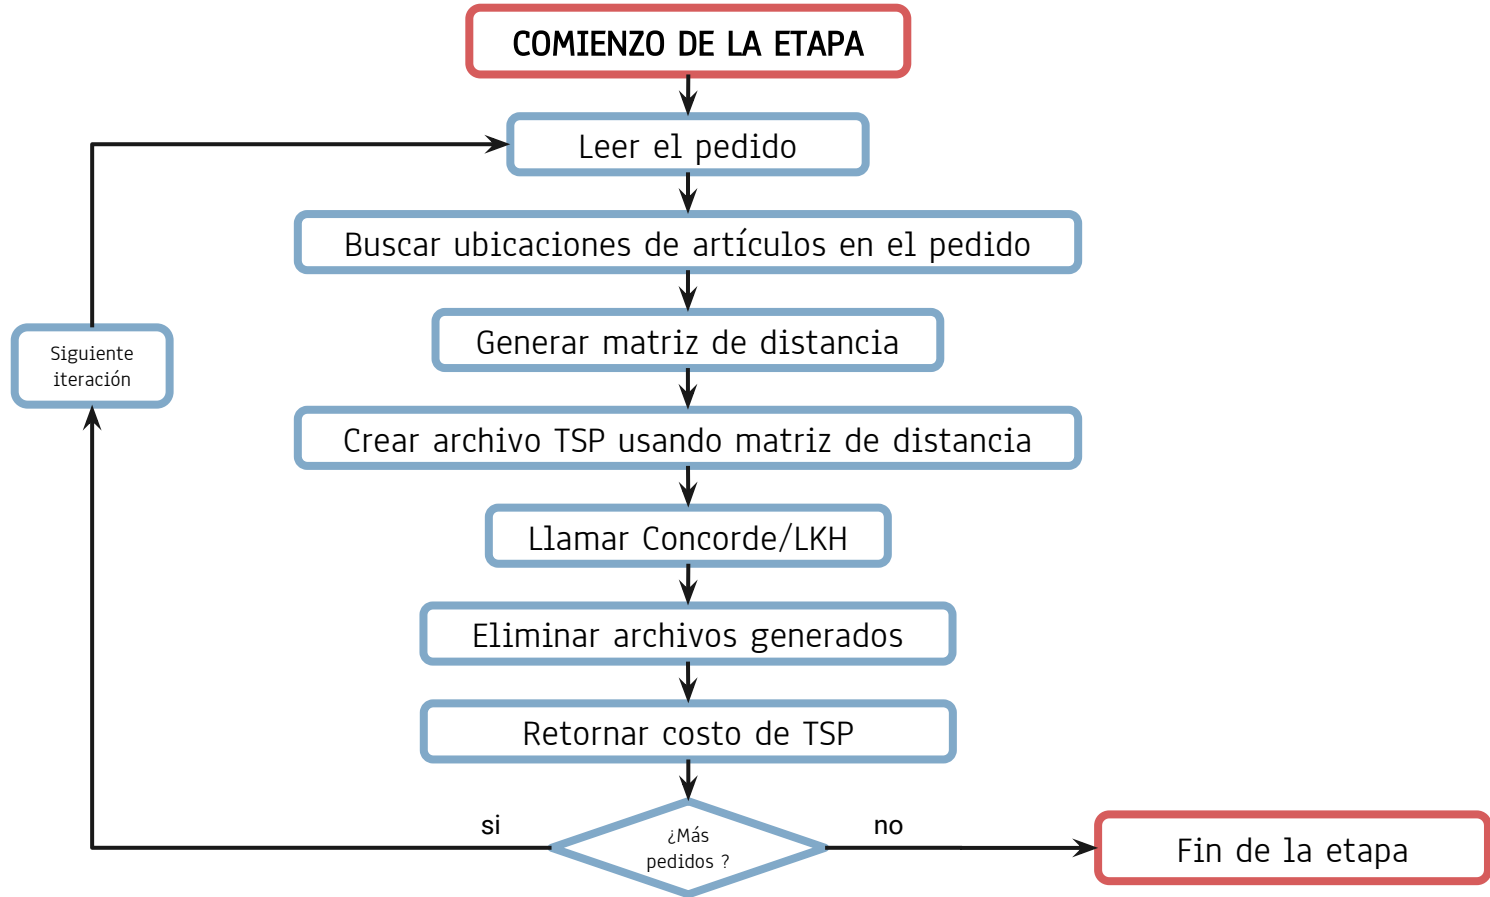 COMIENZO DE LA ETAPA
Leer el pedido
Buscar ubicaciones de artículos en el pedido
Generar matriz de distancia
Siguiente
iteración
Crear archivo TSP usando matriz de distancia
Llamar Concorde/LKH
Eliminar archivos generados
Retornar costo de TSP
si
¿Más
pedidos ?
no
Fin de la etapa